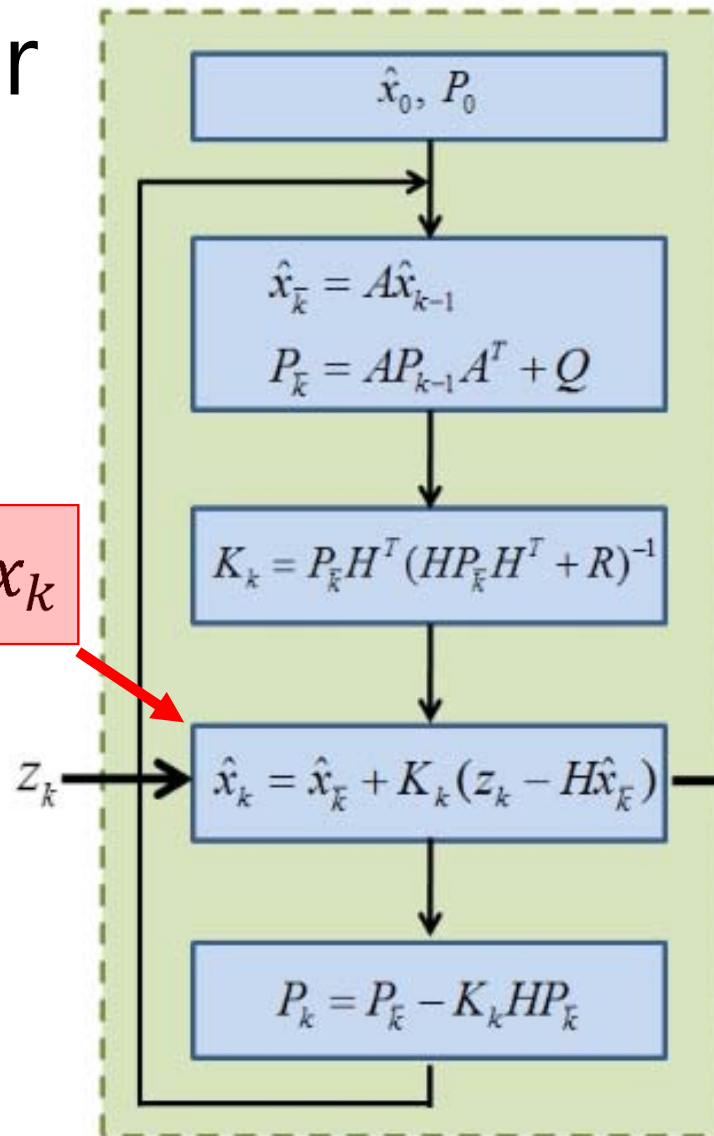 r
x̂₀, P₀
x̂_k̄ = Ax̂_{k-1}
P_k̄ = AP_{k-1}A^T + Q
K_k = P_k̄H^T(HP_k̄H^T + R)^{-1}
x_k
z_k
x̂_k = x̂_k̄ + K_k(z_k - Hx̂_k̄)
P_k = P_k̄ - K_kHP_k̄